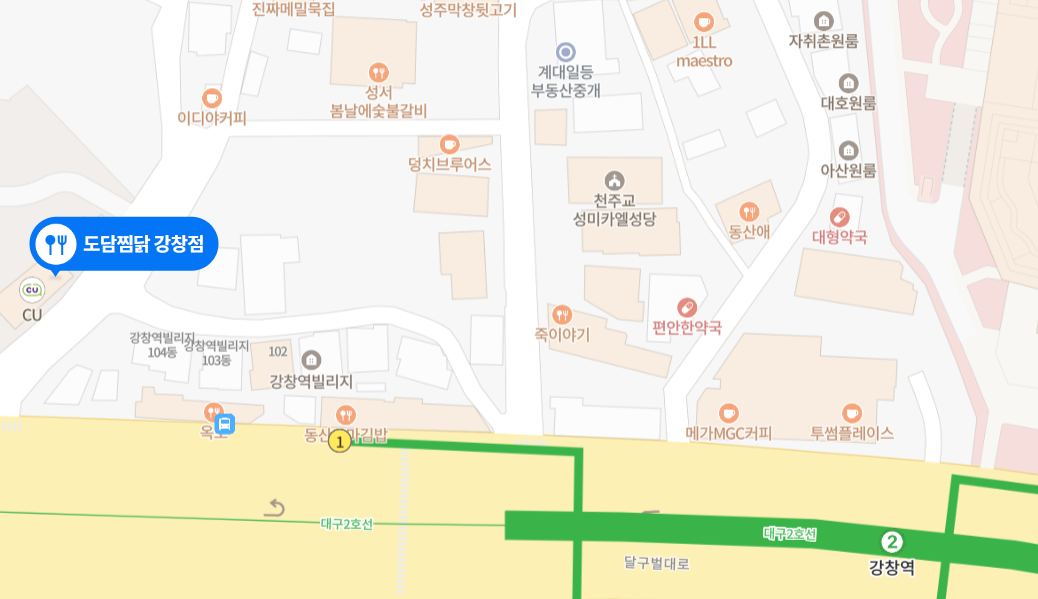 진짜메밀묵집
성주막창뒷고기
자취촌원룸
1LL
maestro
계대일등
부동산중개
성서
봄날에숯불갈비
이디야커피
대호원룸
덩치브루어스
아산원룸
천주교
성미카엘성당
동산애
대형약국
도담찜닭 강창점
CU
CU
죽이야기
편안한약국
강창역빌리지
104동
강창역빌리지
103동
102
강창역빌리지
옥
동산
마김밥
1
메가MGC커피
투썸플레이스
대구2호선
대구2호선
2
강창역
달구벌대로